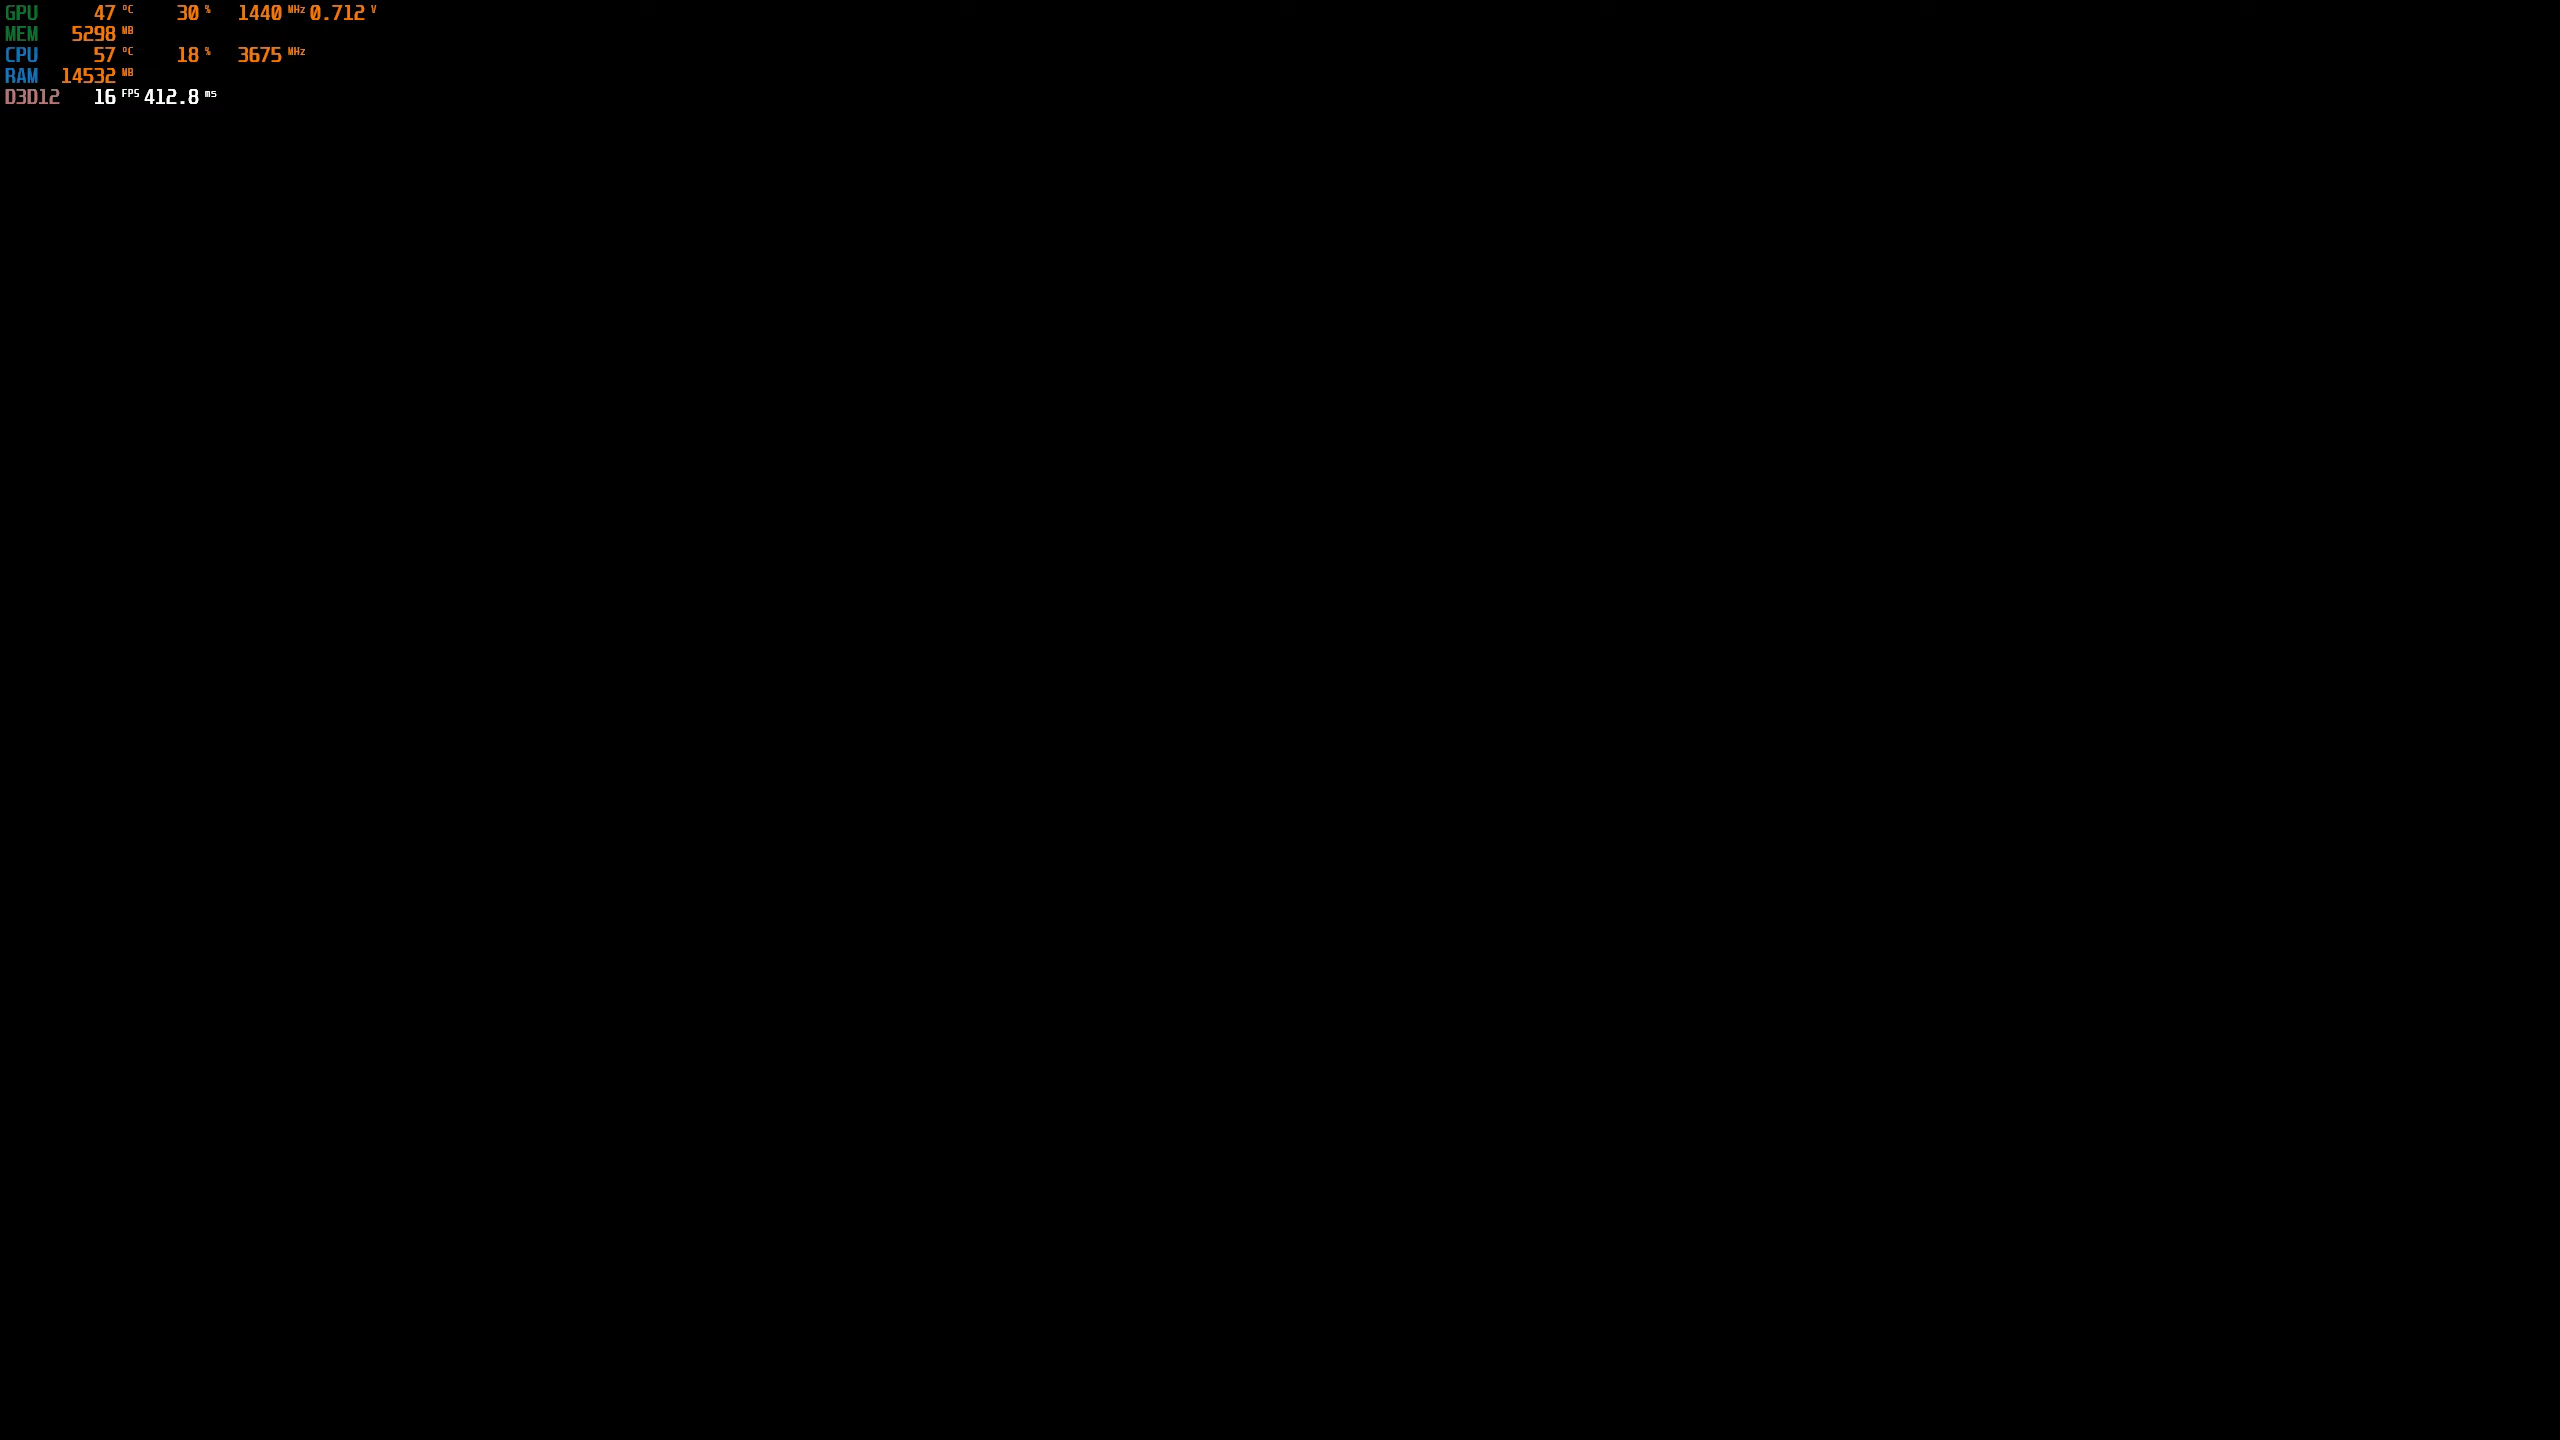 GPU 47 °C 30 % 1440 MHz 0.712 V
MEM 5298 MB
CPU 57 °C 18 % 3675 MHz
RAM 14532 MB
D3D12 16 FPS 412.8 ms